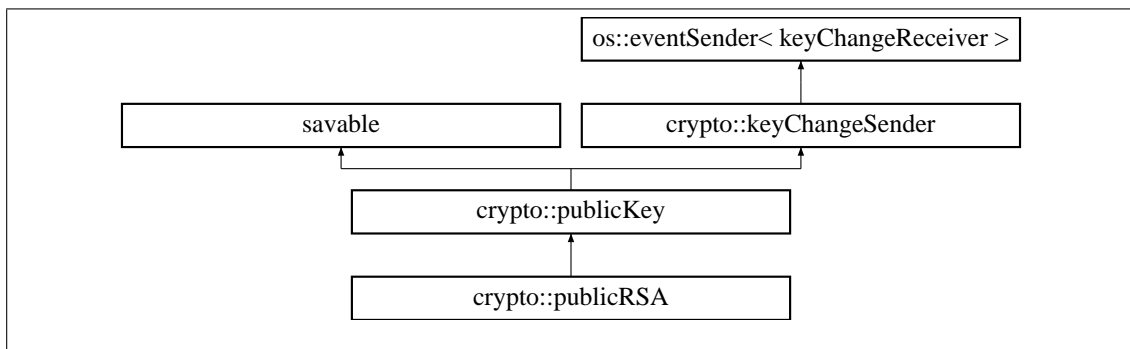 os::eventSender< keyChangeReceiver >
savable
crypto::keyChangeSender
crypto::publicKey
crypto::publicRSA